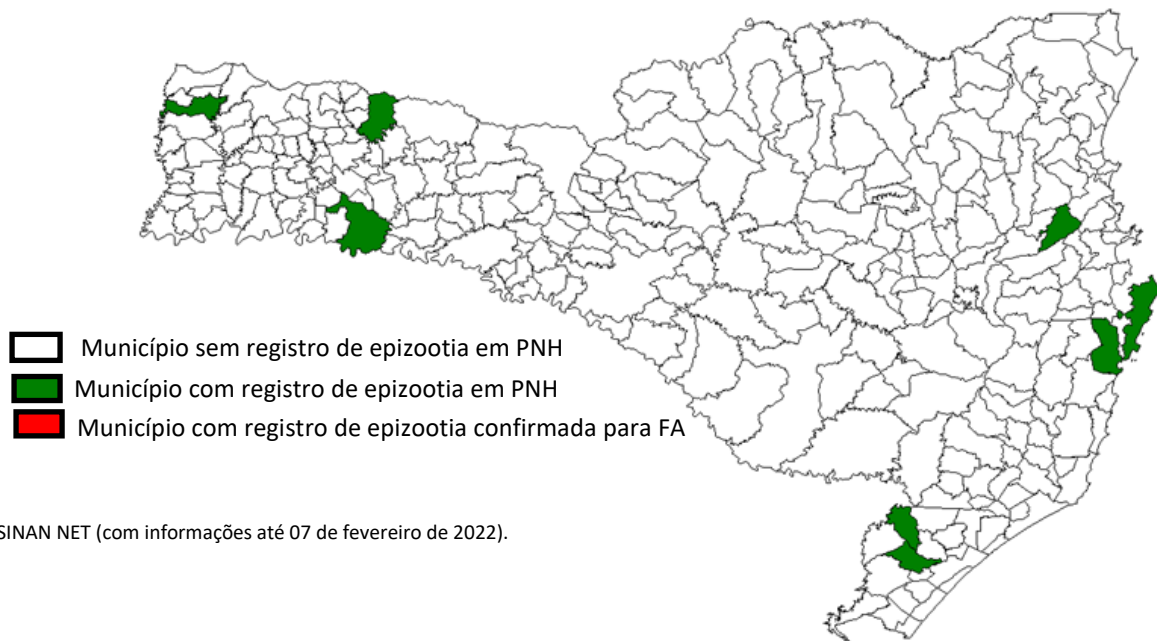 Município sem registro de epizootia em PNH
Município com registro de epizootia em PNH
Município com registro de epizootia confirmada para FA
SINAN NET (com informações até 07 de fevereiro de 2022).